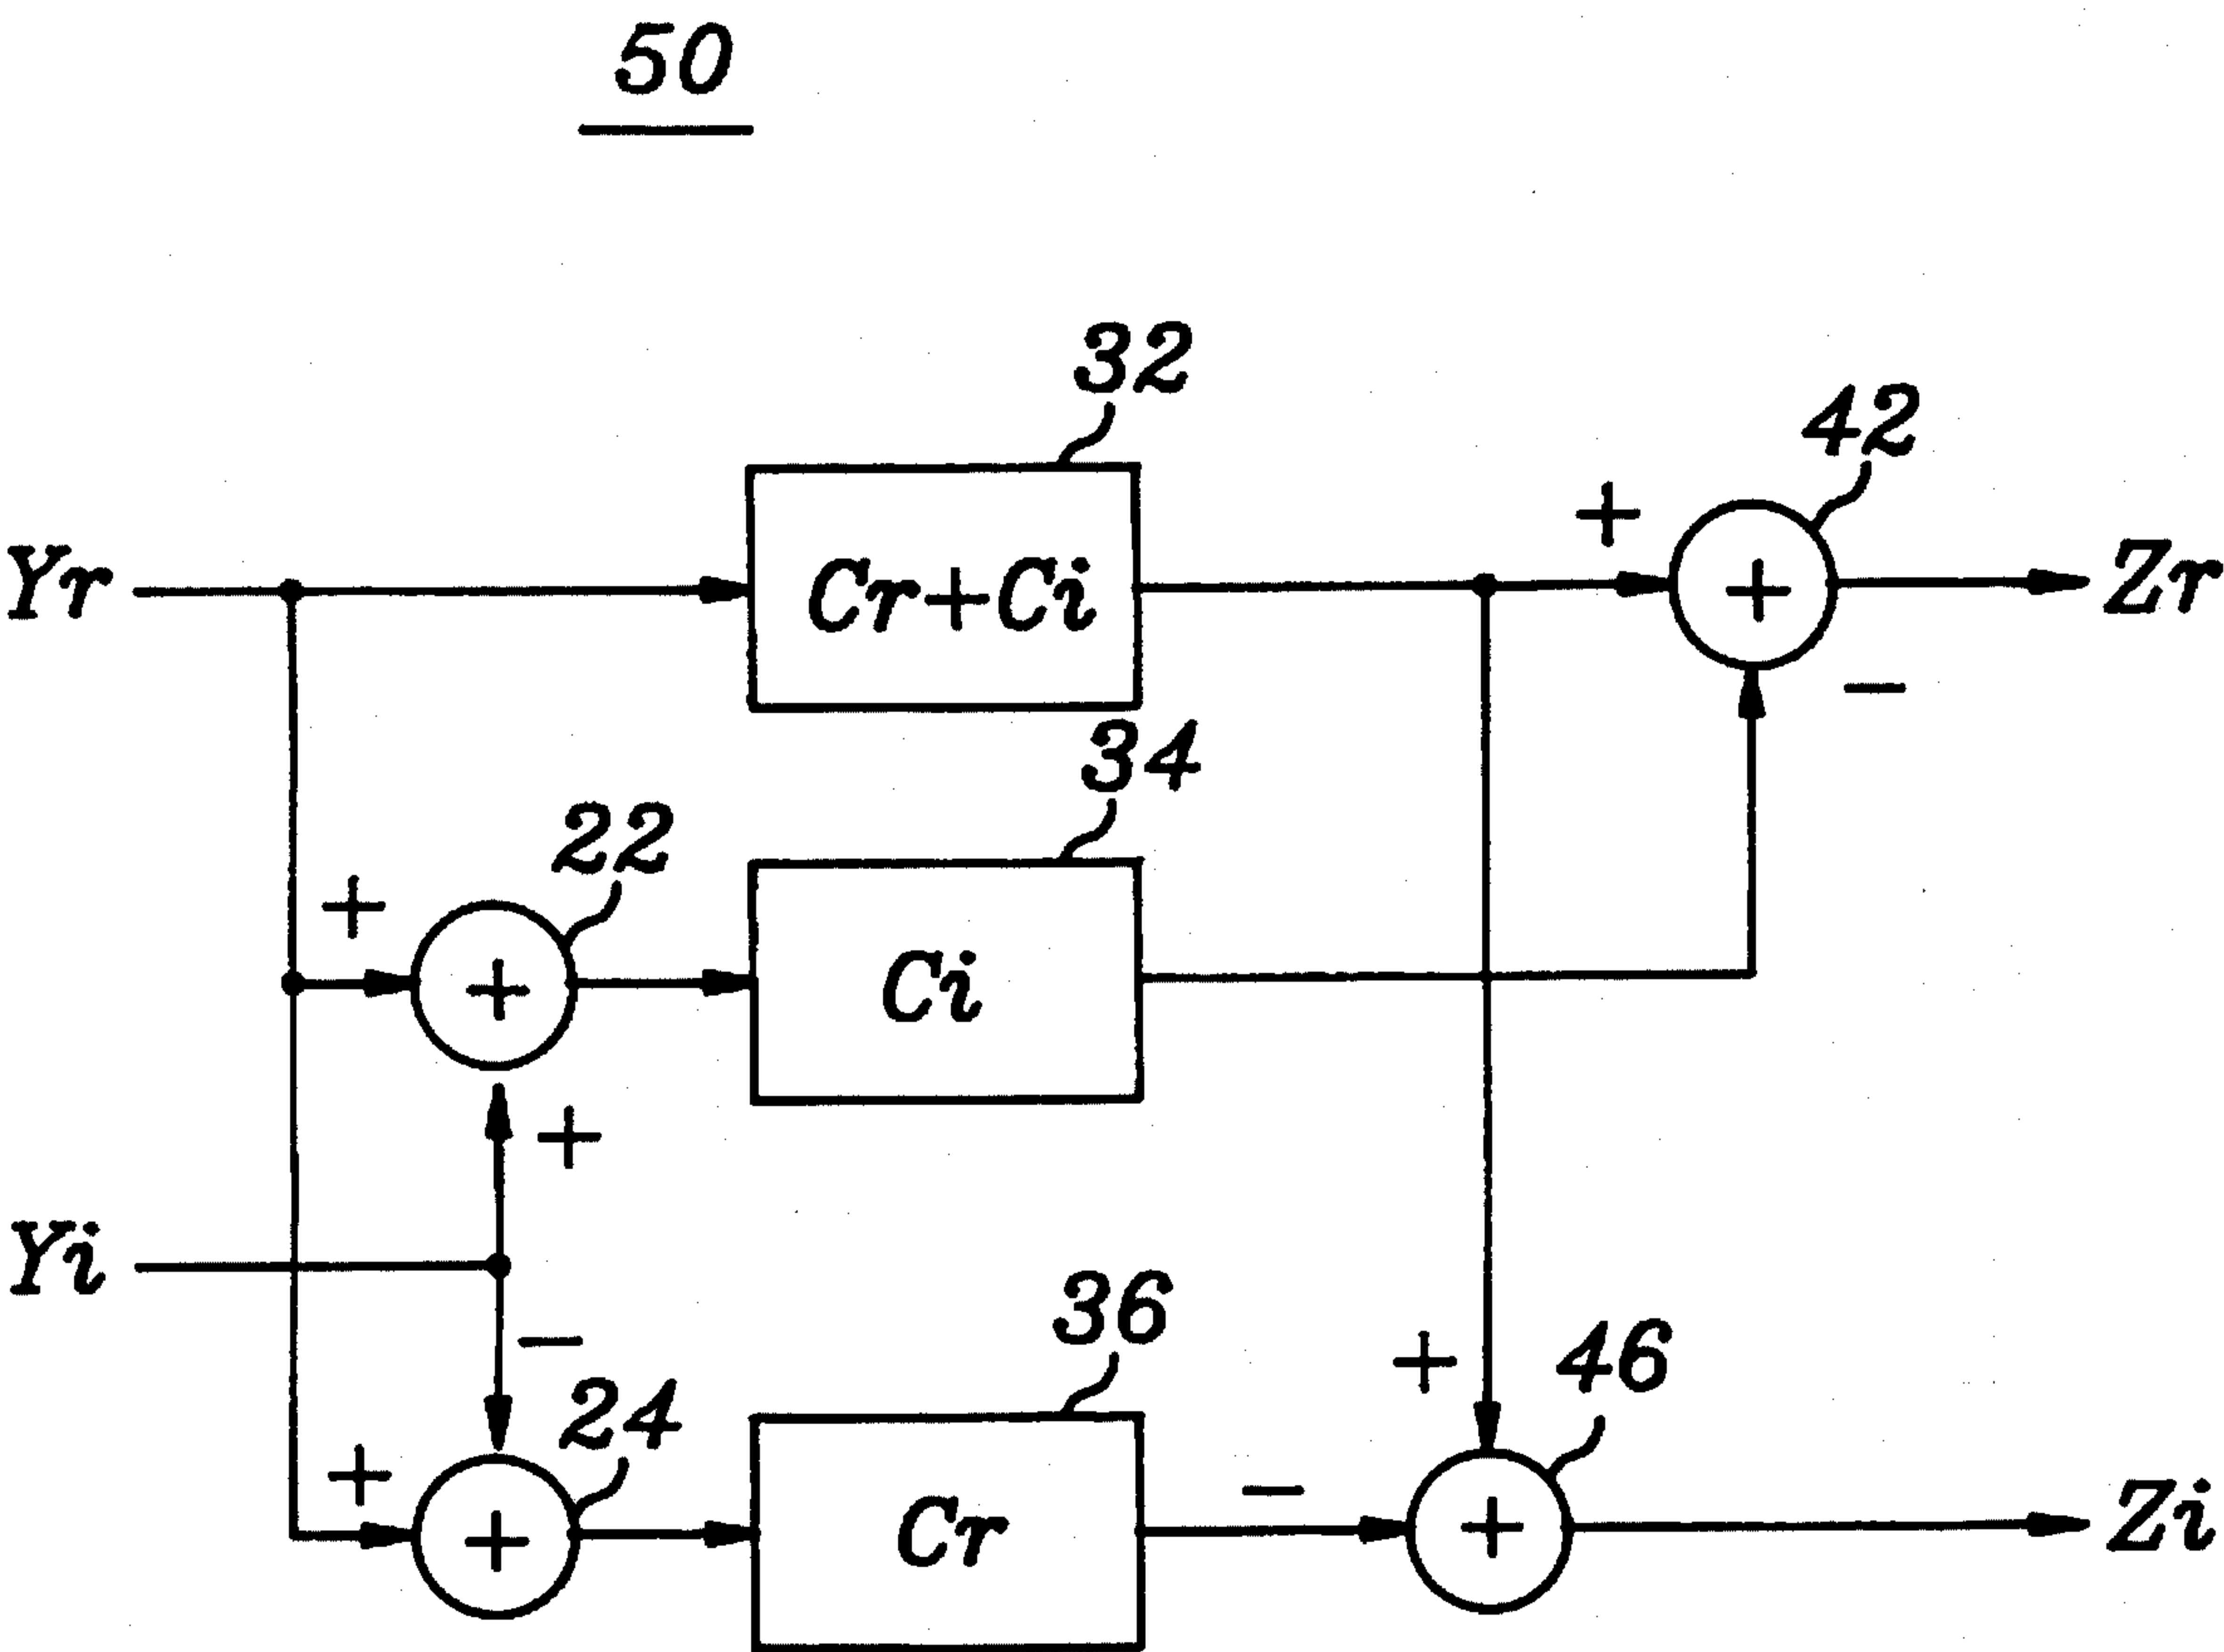 50
32
42
+
Yr
Cr+Ci
+
Zr
−
34
22
+
+
Ci
+
Yi
−
36
46
24
+
+
−
Cr
+
Zi